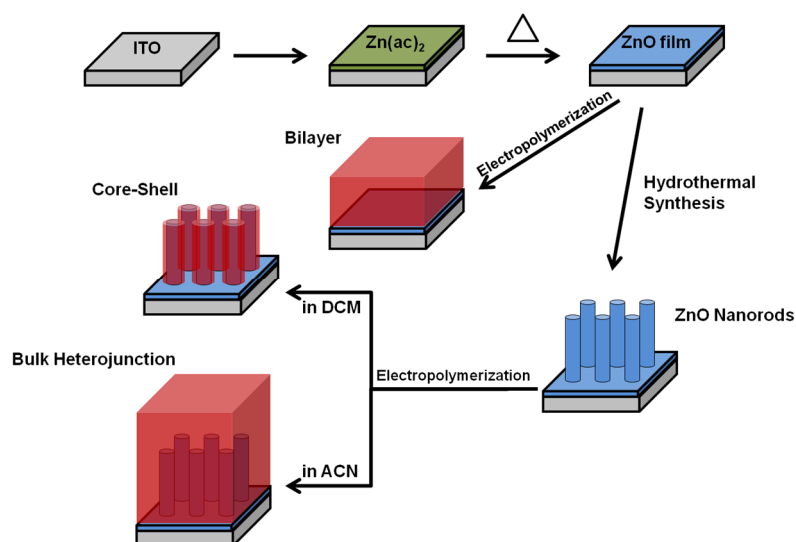 ITO
Zn(ac)2
ZnO film
Electropolymerization
Bilayer
Core-Shell
Hydrothermal
Synthesis
in DCM
ZnO Nanorods
Bulk Heterojunction
Electropolymerization
in ACN